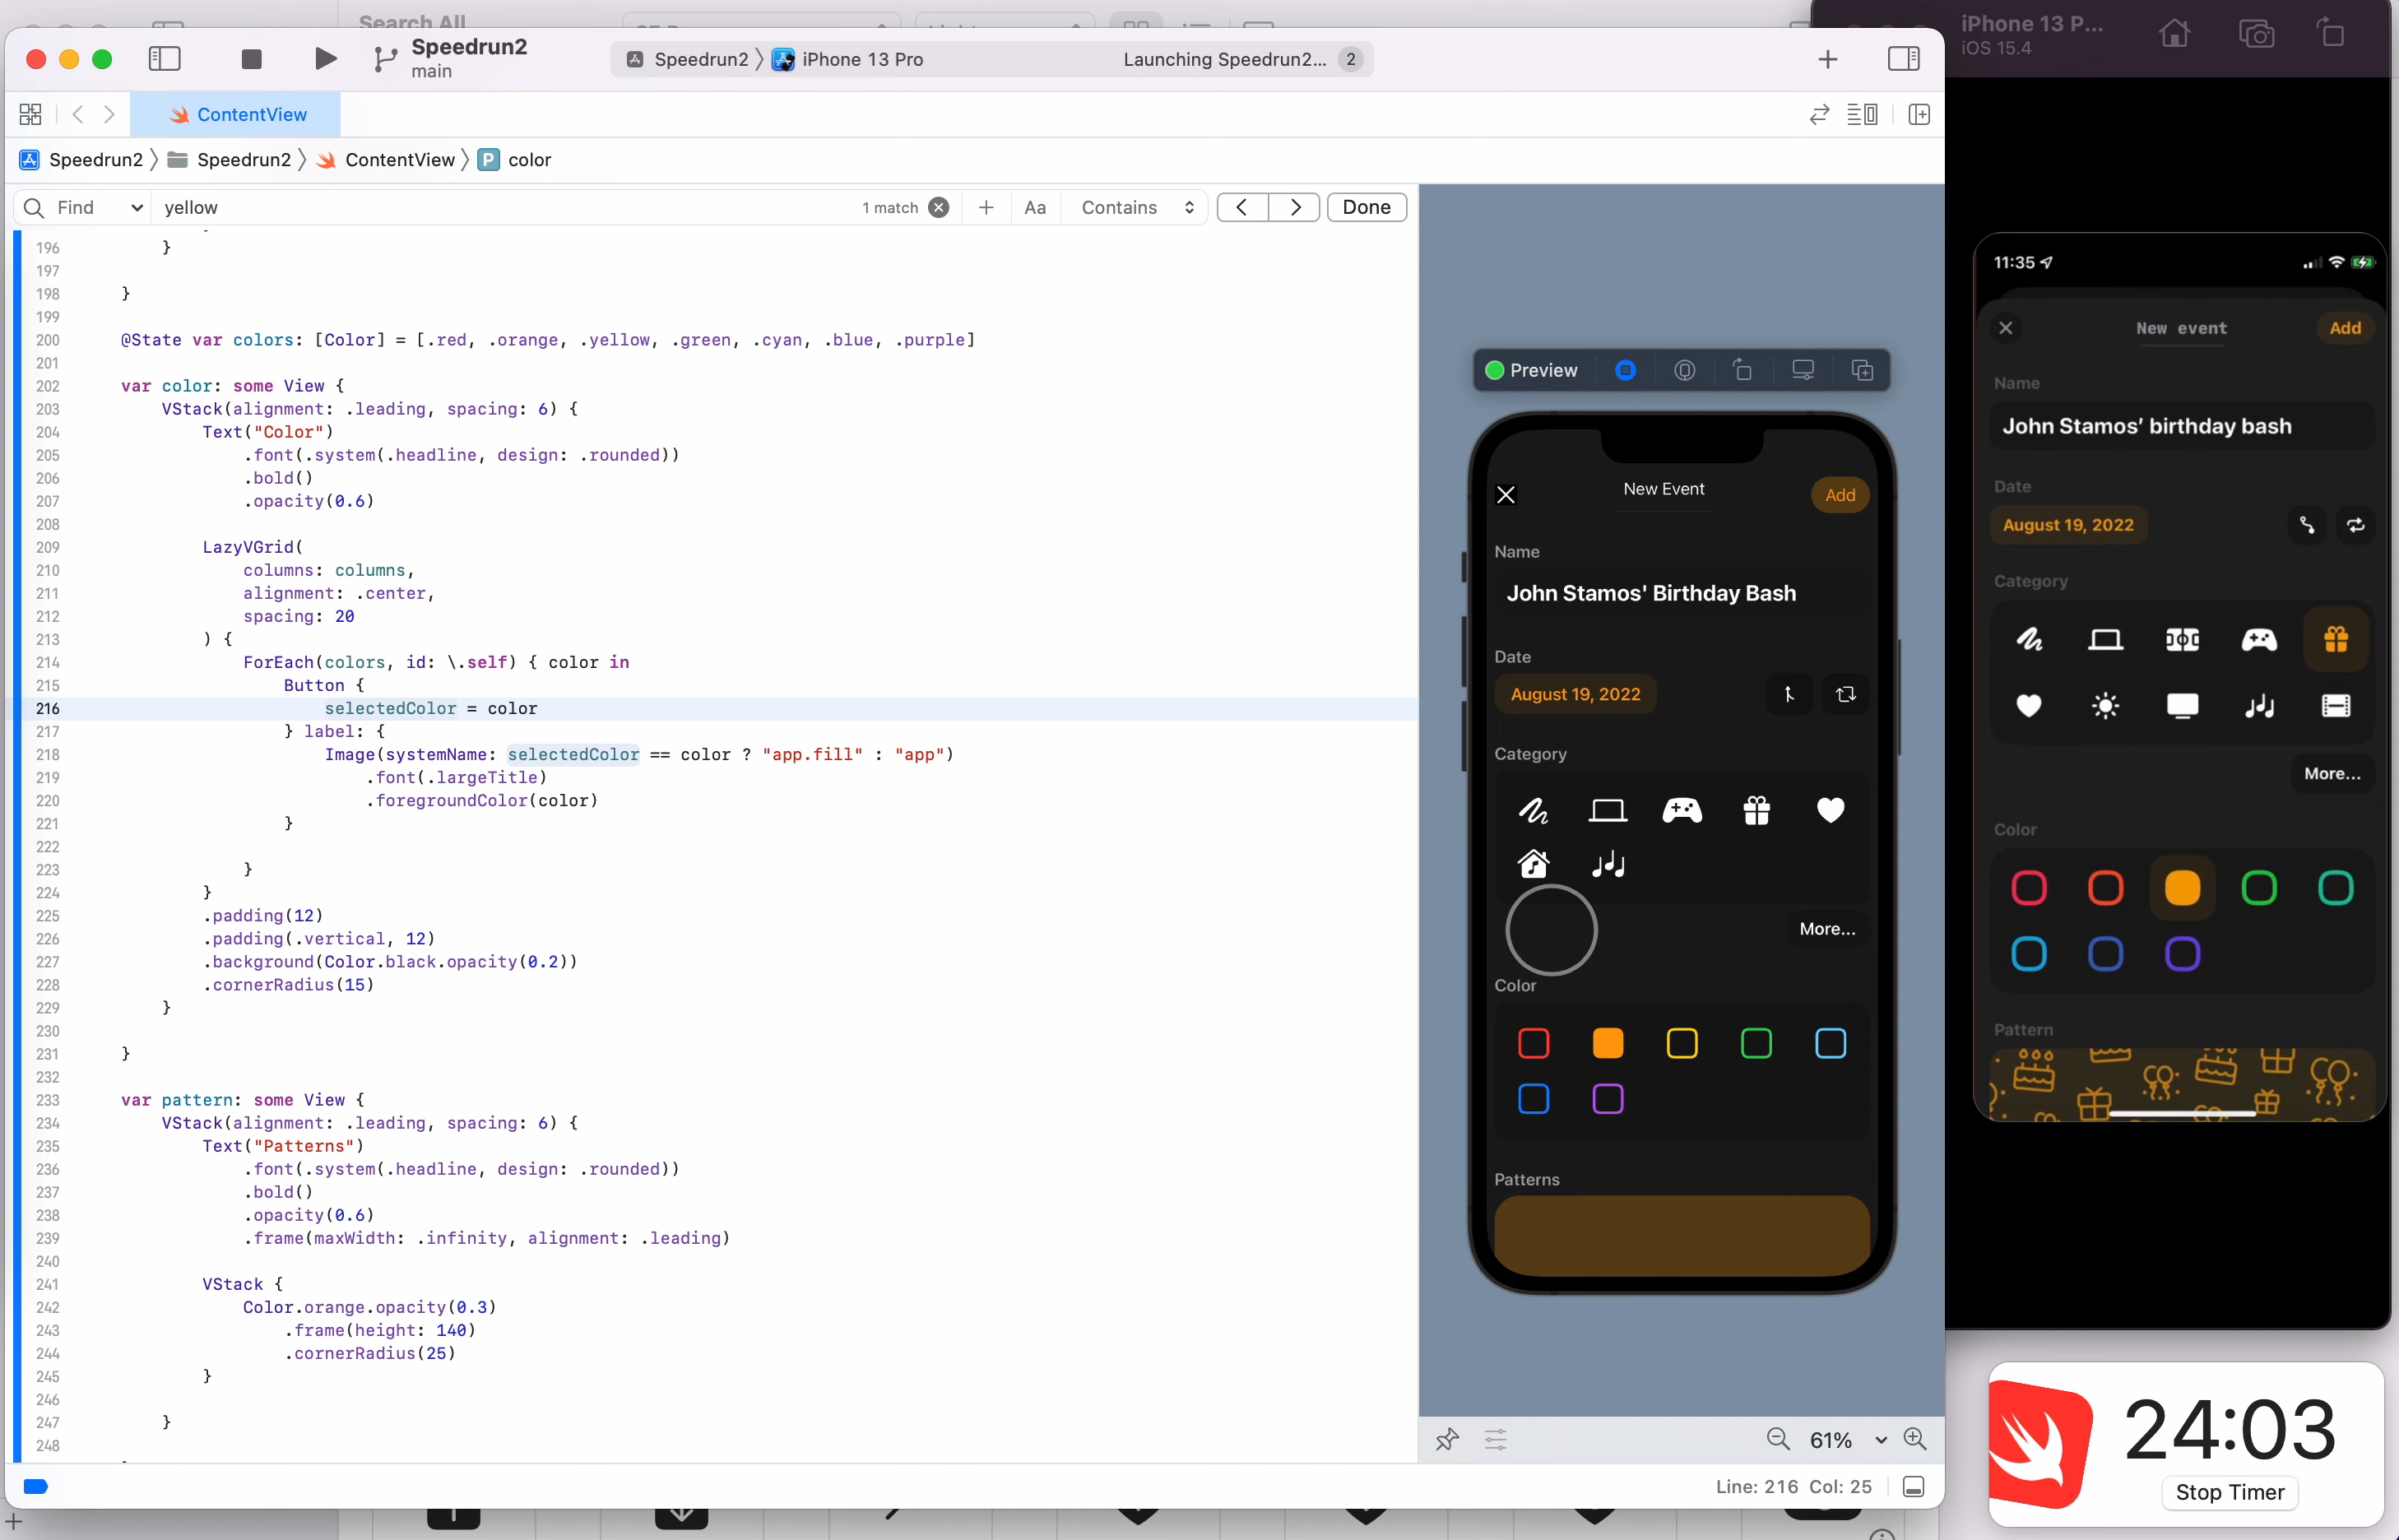 Search All
Speedrun2
main
Speedrun2 〉 iPhone 13 Pro
Launching Speedrun2... 2
ContentView
Speedrun2 〉 Speedrun2 〉 ContentView 〉 P color
Find yellow 1 match Aa Contains Done
196 }
197
198 }
199
200 @State var colors: [Color] = [.red, .orange, .yellow, .green, .cyan, .blue, .purple]
201
202 var color: some View {
203 VStack(alignment: .leading, spacing: 6) {
204 Text("Color")
205 .font(.system(.headline, design: .rounded))
206 .bold()
207 .opacity(0.6)
208
209 LazyVGrid(
210 columns: columns,
211 alignment: .center,
212 spacing: 20
213 ) {
214 ForEach(colors, id: \.self) { color in
215 Button {
216 selectedColor = color
217 } label: {
218 Image(systemName: selectedColor == color ? "app.fill" : "app")
219 .font(.largeTitle)
220 .foregroundColor(color)
221 }
222
223 }
224 }
225 .padding(12)
226 .padding(.vertical, 12)
227 .background(Color.black.opacity(0.2))
228 .cornerRadius(15)
229 }
230
231 }
232
233 var pattern: some View {
234 VStack(alignment: .leading, spacing: 6) {
235 Text("Patterns")
236 .font(.system(.headline, design: .rounded))
237 .bold()
238 .opacity(0.6)
239 .frame(maxWidth: .infinity, alignment: .leading)
240
241 VStack {
242 Color.orange.opacity(0.3)
243 .frame(height: 140)
244 .cornerRadius(25)
245 }
246
247 }
248
Line: 216 Col: 25
Preview
New Event
Add
Name
John Stamos' Birthday Bash
Date
August 19, 2022
Category
More...
Color
Patterns
61%
iPhone 13 P...
iOS 15.4
11:35
New event
Add
Name
John Stamos' birthday bash
Date
August 19, 2022
Category
More...
Color
Pattern
24:03
Stop Timer